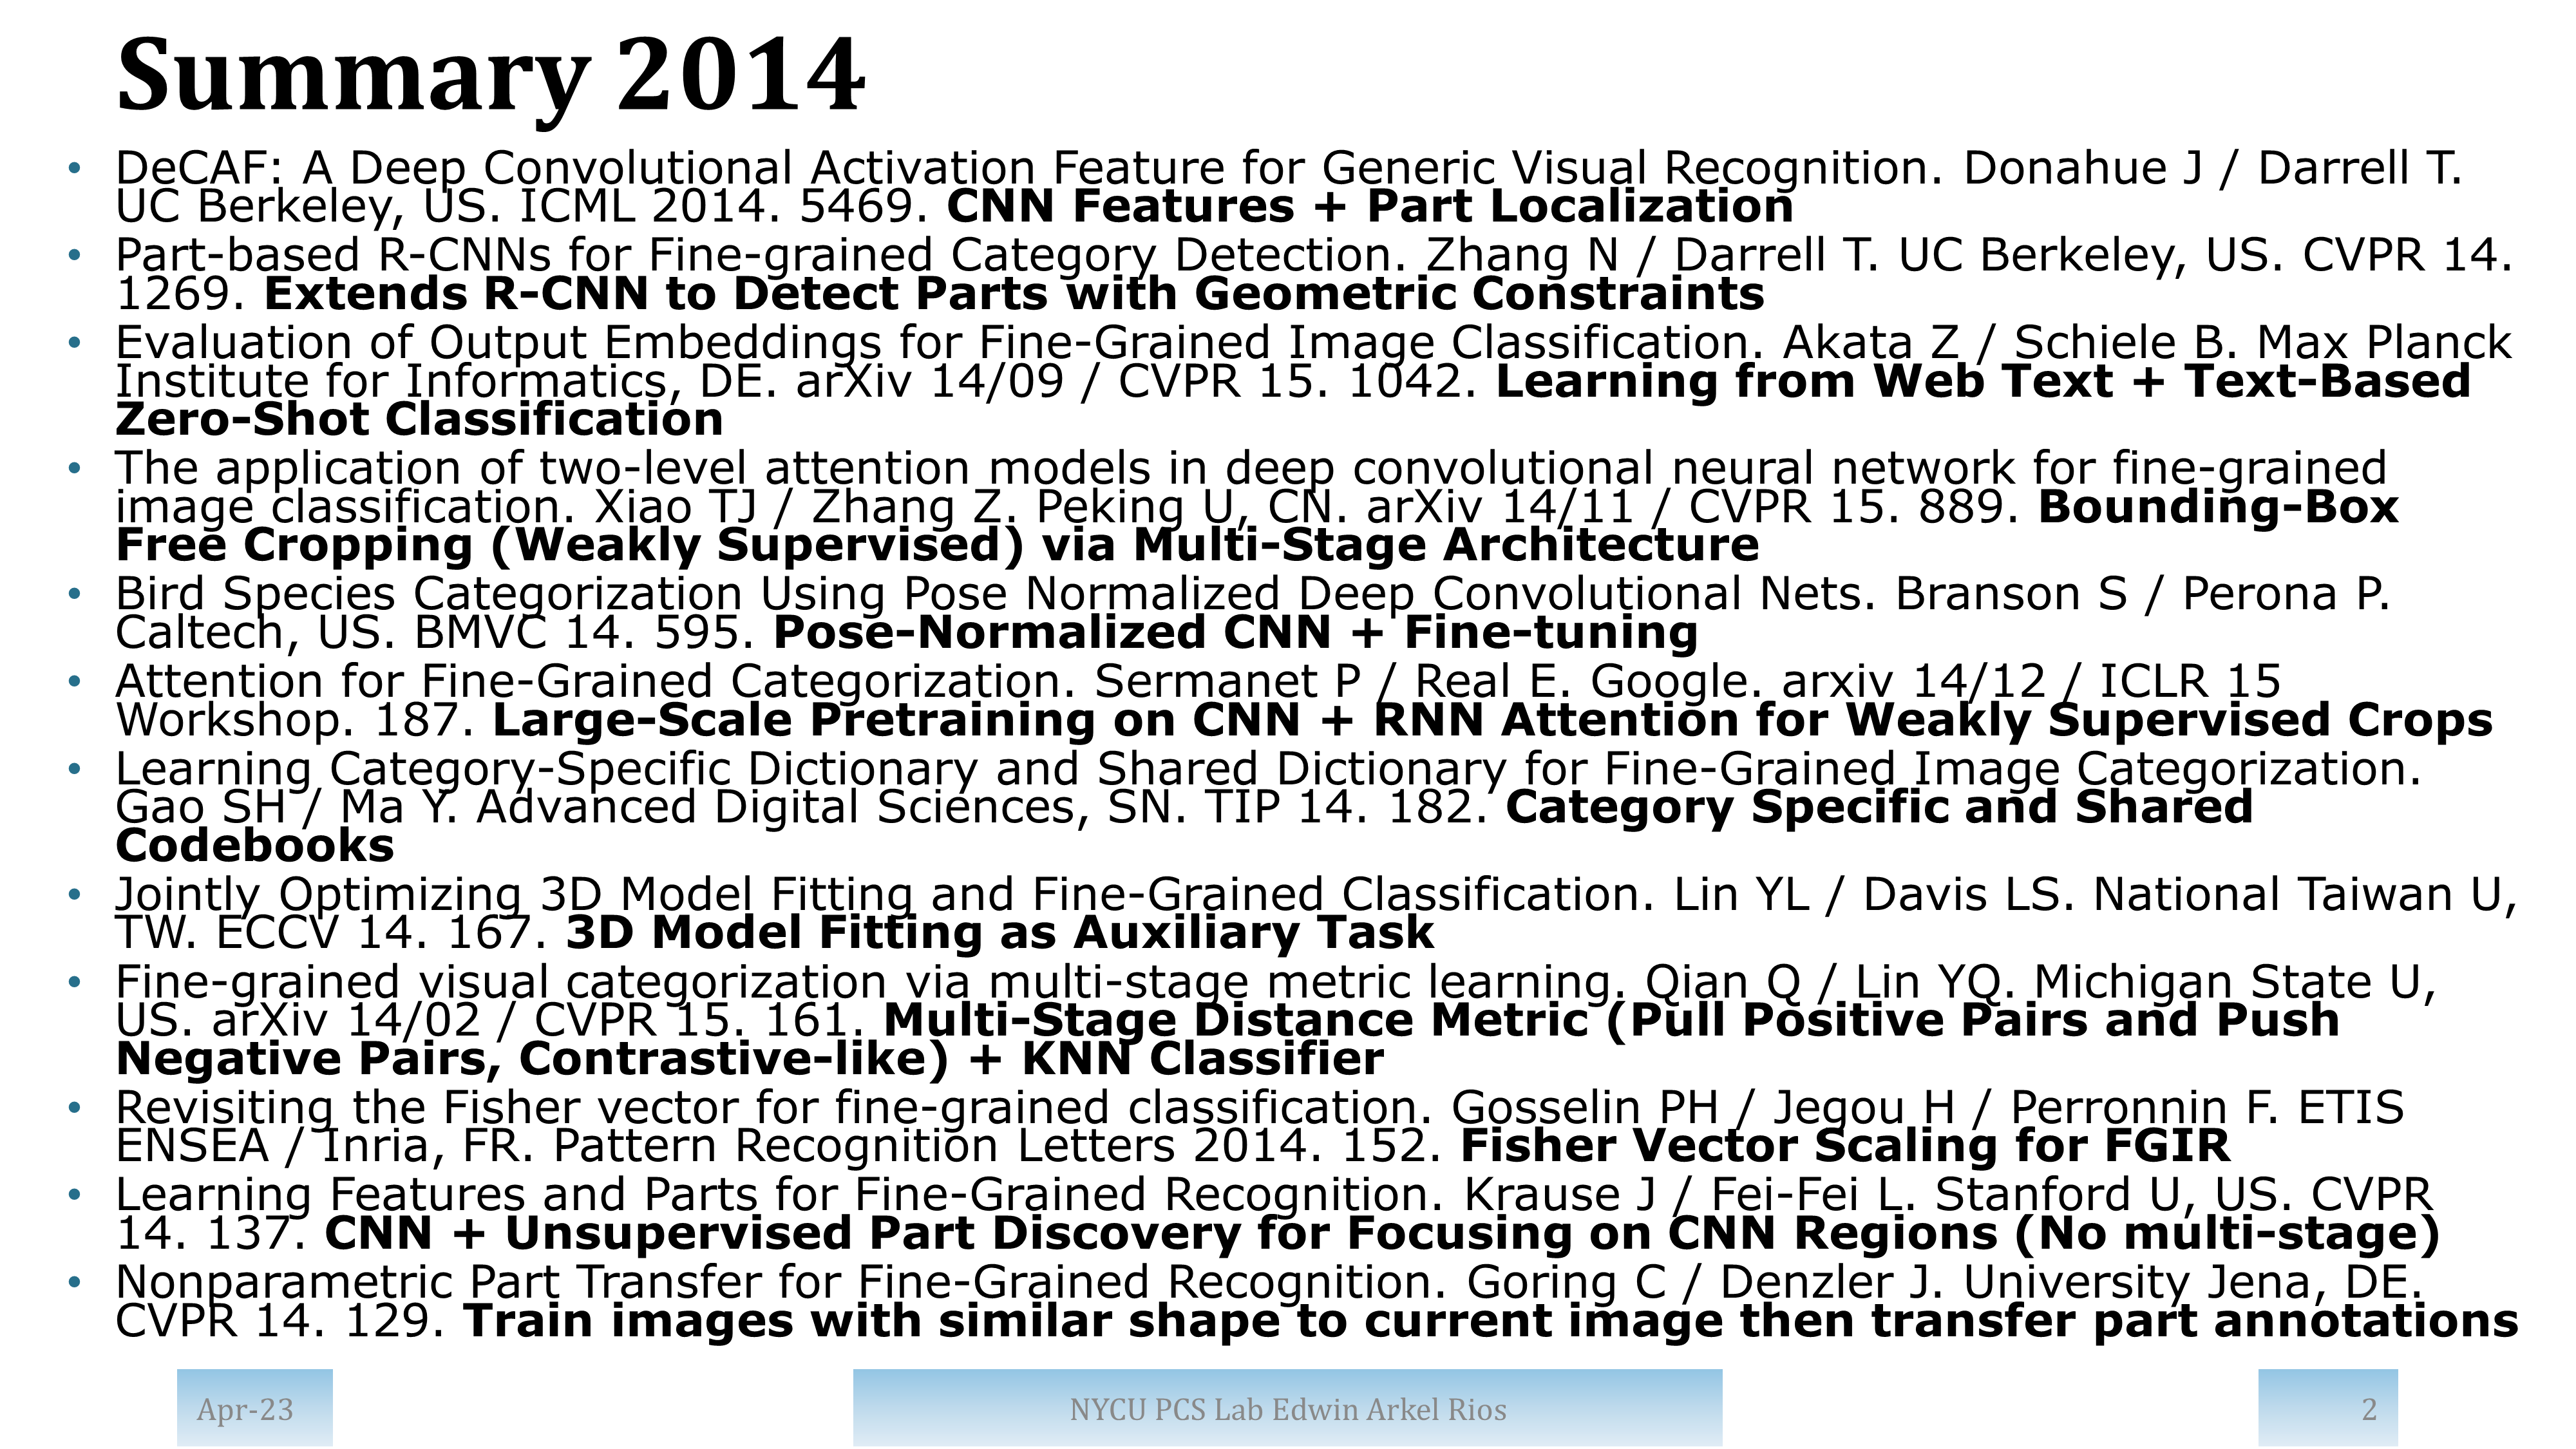 Summary 2014
• DeCAF: A Deep Convolutional Activation Feature for Generic Visual Recognition. Donahue J / Darrell T.
UC Berkeley, US. ICML 2014. 5469. CNN Features + Part Localization
• Part-based R-CNNs for Fine-grained Category Detection. Zhang N / Darrell T. UC Berkeley, US. CVPR 14.
1269. Extends R-CNN to Detect Parts with Geometric Constraints
• Evaluation of Output Embeddings for Fine-Grained Image Classification. Akata Z / Schiele B. Max Planck
Institute for Informatics, DE. arXiv 14/09 / CVPR 15. 1042. Learning from Web Text + Text-Based
Zero-Shot Classification
• The application of two-level attention models in deep convolutional neural network for fine-grained
image classification. Xiao TJ / Zhang Z. Peking U, CN. arXiv 14/11 / CVPR 15. 889. Bounding-Box
Free Cropping (Weakly Supervised) via Multi-Stage Architecture
• Bird Species Categorization Using Pose Normalized Deep Convolutional Nets. Branson S / Perona P.
Caltech, US. BMVC 14. 595. Pose-Normalized CNN + Fine-tuning
• Attention for Fine-Grained Categorization. Sermanet P / Real E. Google. arxiv 14/12 / ICLR 15
Workshop. 187. Large-Scale Pretraining on CNN + RNN Attention for Weakly Supervised Crops
• Learning Category-Specific Dictionary and Shared Dictionary for Fine-Grained Image Categorization.
Gao SH / Ma Y. Advanced Digital Sciences, SN. TIP 14. 182. Category Specific and Shared
Codebooks
• Jointly Optimizing 3D Model Fitting and Fine-Grained Classification. Lin YL / Davis LS. National Taiwan U,
TW. ECCV 14. 167. 3D Model Fitting as Auxiliary Task
• Fine-grained visual categorization via multi-stage metric learning. Qian Q / Lin YQ. Michigan State U,
US. arXiv 14/02 / CVPR 15. 161. Multi-Stage Distance Metric (Pull Positive Pairs and Push
Negative Pairs, Contrastive-like) + KNN Classifier
• Revisiting the Fisher vector for fine-grained classification. Gosselin PH / Jegou H / Perronnin F. ETIS
ENSEA / Inria, FR. Pattern Recognition Letters 2014. 152. Fisher Vector Scaling for FGIR
• Learning Features and Parts for Fine-Grained Recognition. Krause J / Fei-Fei L. Stanford U, US. CVPR
14. 137. CNN + Unsupervised Part Discovery for Focusing on CNN Regions (No multi-stage)
• Nonparametric Part Transfer for Fine-Grained Recognition. Goring C / Denzler J. University Jena, DE.
CVPR 14. 129. Train images with similar shape to current image then transfer part annotations
Apr-23
NYCU PCS Lab Edwin Arkel Rios
2